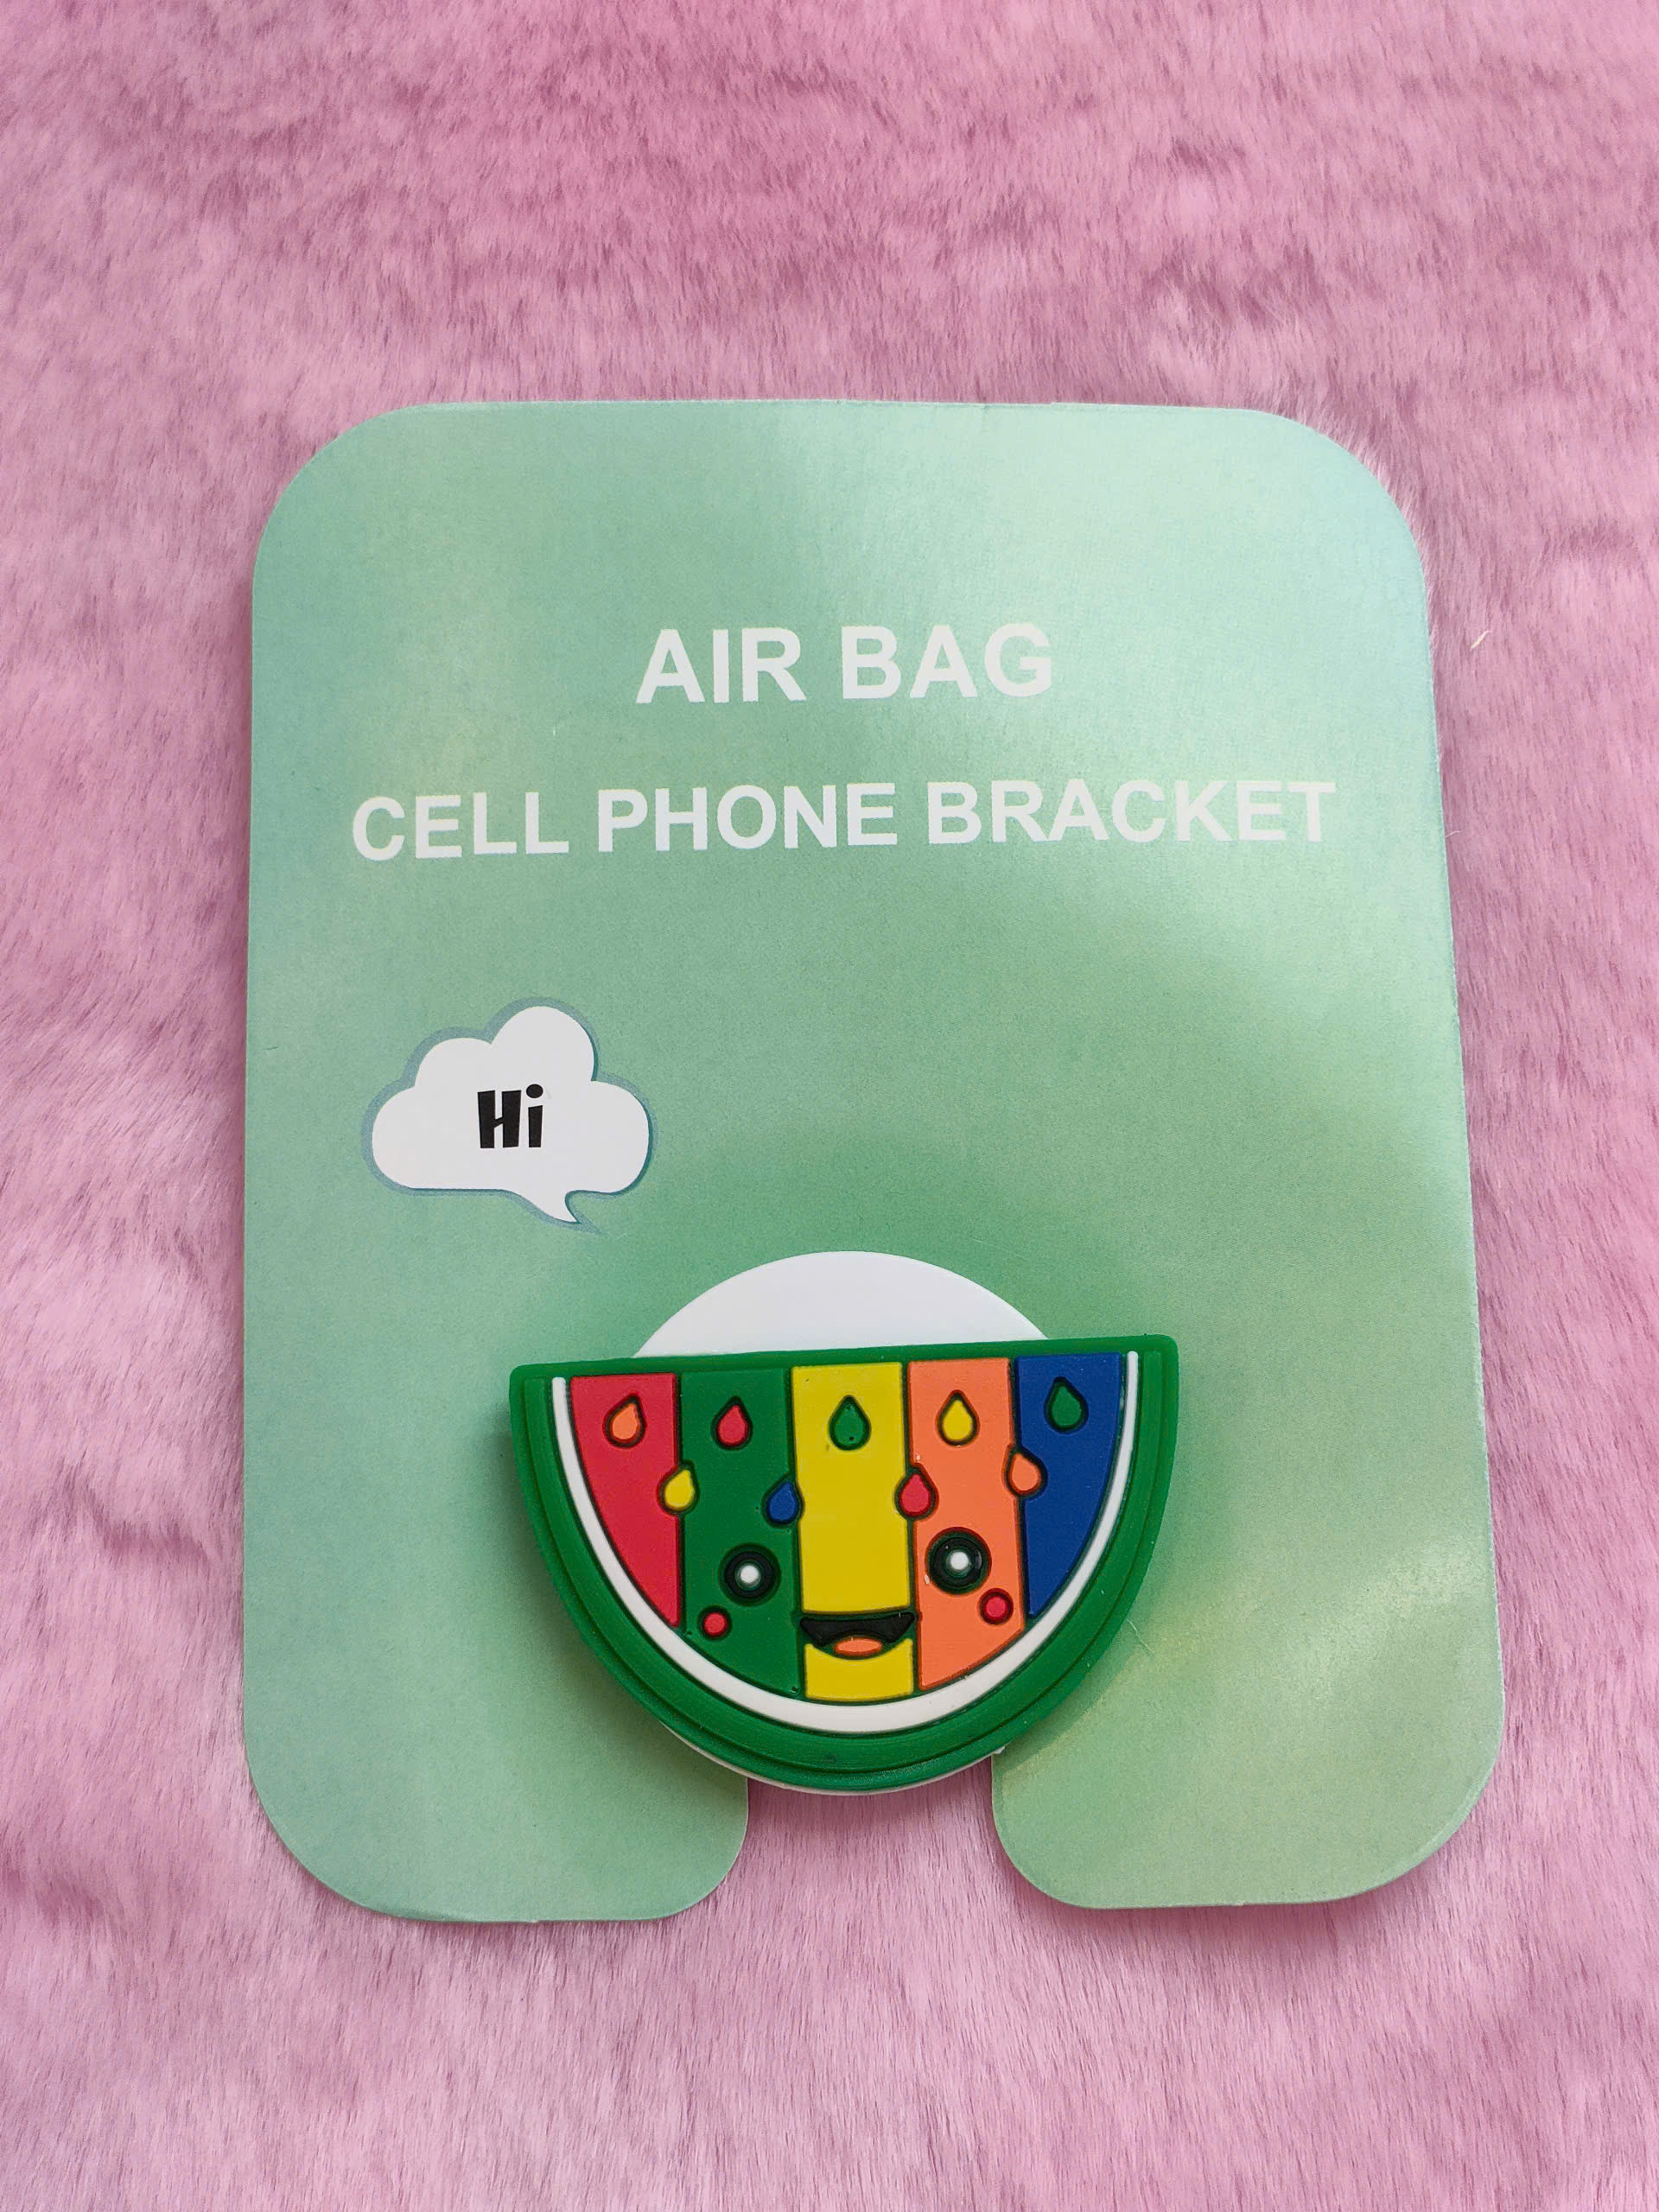 AIR BAG
CELL PHONE BRACKET
Hi